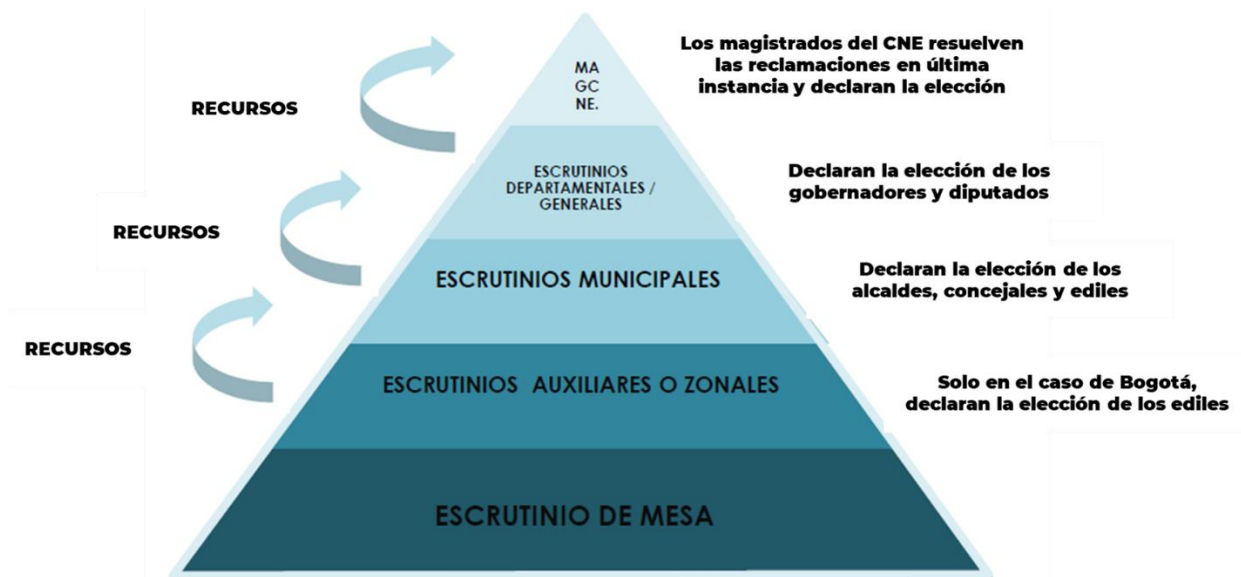 Los magistrados del CNE resuelven
las reclamaciones en última
instancia y declaran la elección
MA
GC
NE.
RECURSOS
ESCRUTINIOS
DEPARTAMENTALES /
GENERALES
Declaran la elección de los
gobernadores y diputados
RECURSOS
ESCRUTINIOS MUNICIPALES
Declaran la elección de los
alcaldes, concejales y ediles
RECURSOS
ESCRUTINIOS AUXILIARES O ZONALES
Solo en el caso de Bogotá,
declaran la elección de los ediles
ESCRUTINIO DE MESA